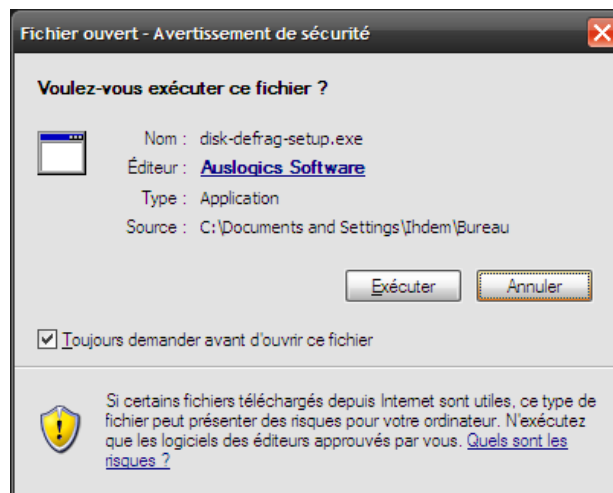 Fichier ouvert - Avertissement de sécurité
Voulez-vous exécuter ce fichier ?
Nom : disk-defrag-setup.exe
Éditeur : Auslogics Software
Type : Application
Source : C:\Documents and Settings\Ihdem\Bureau
Exécuter Annuler
Toujours demander avant d'ouvrir ce fichier
Si certains fichiers téléchargés depuis Internet sont utiles, ce type de
fichier peut présenter des risques pour votre ordinateur. N'exécutez
que les logiciels des éditeurs approuvés par vous. Quels sont les
risques ?